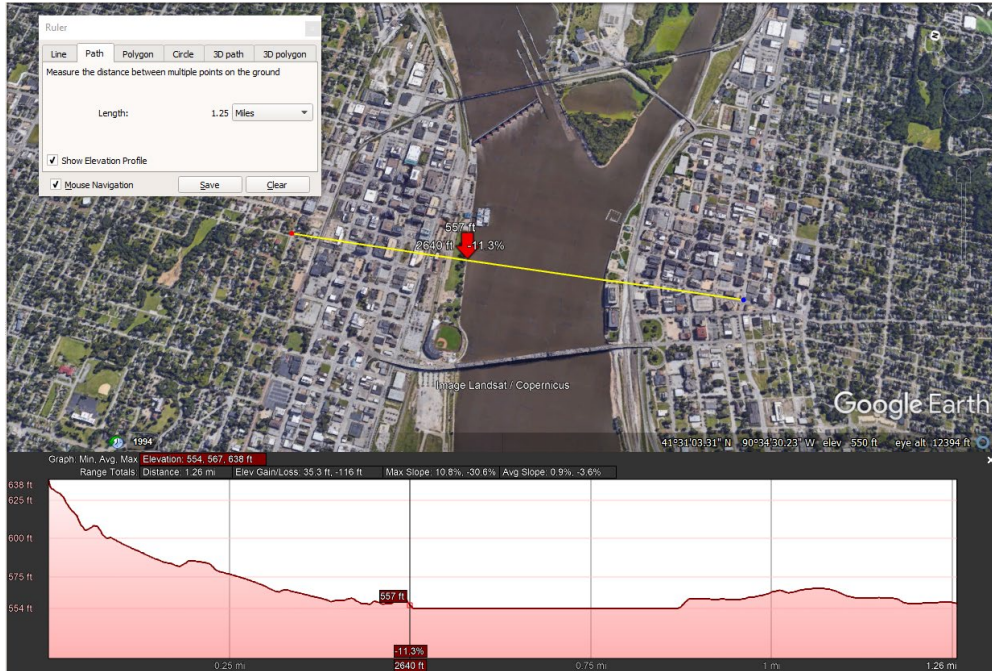 Ruler
Line Path Polygon Circle 3D path 3D polygon
Measure the distance between multiple points on the ground
Length: 1.25 Miles
Show Elevation Profile
Mouse Navigation Save Clear
557 ft
2640 ft -11.3%
Image Landsat / Copernicus
Google Earth
1994
41°31'03.31" N 90°34'30.23" W elev 550 ft eye alt 12394 ft
Graph: Min, Avg, Max Elevation: 554, 567, 638 ft
Range Totals: Distance: 1.26 mi Elev Gain/Loss: 35.3 ft, -116 ft Max Slope: 10.8%, -30.6% Avg Slope: 0.9%, -3.6%
638 ft
625 ft
600 ft
575 ft
557 ft
554 ft
-11.3%
0.25 mi 2640 ft 0.75 mi 1 mi 1.26 mi